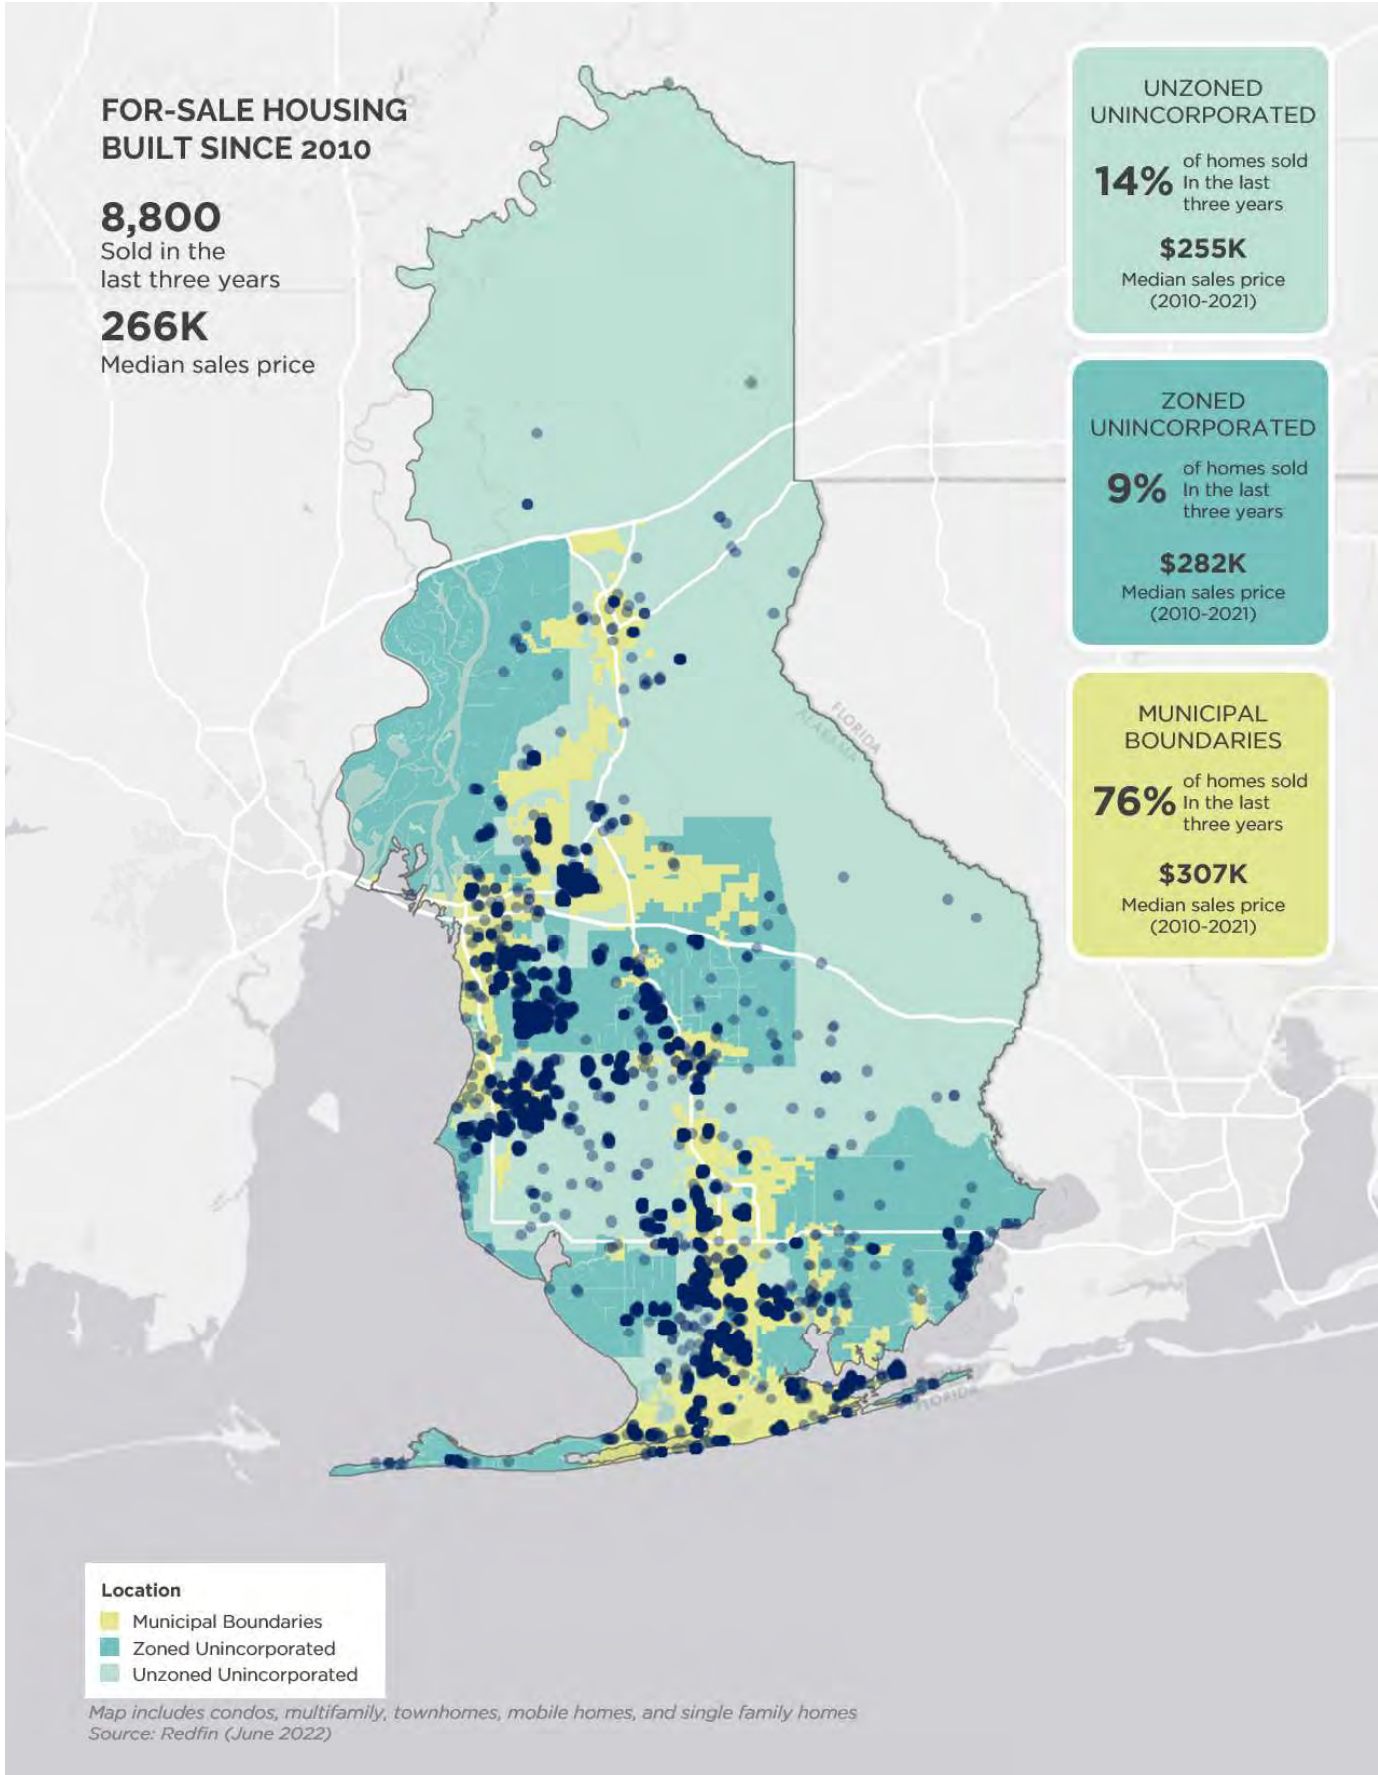 FOR-SALE HOUSING
BUILT SINCE 2010
8,800
Sold in the
last three years
266K
Median sales price
UNZONED
UNINCORPORATED
14% of homes sold
In the last
three years
$255K
Median sales price
(2010-2021)
ZONED
UNINCORPORATED
9% of homes sold
In the last
three years
$282K
Median sales price
(2010-2021)
MUNICIPAL
BOUNDARIES
76% of homes sold
In the last
three years
$307K
Median sales price
(2010-2021)
FLORIDA
ALABAMA
FLORIDA
Location
Municipal Boundaries
Zoned Unincorporated
Unzoned Unincorporated
Map includes condos, multifamily, townhomes, mobile homes, and single family homes
Source: Redfin (June 2022)